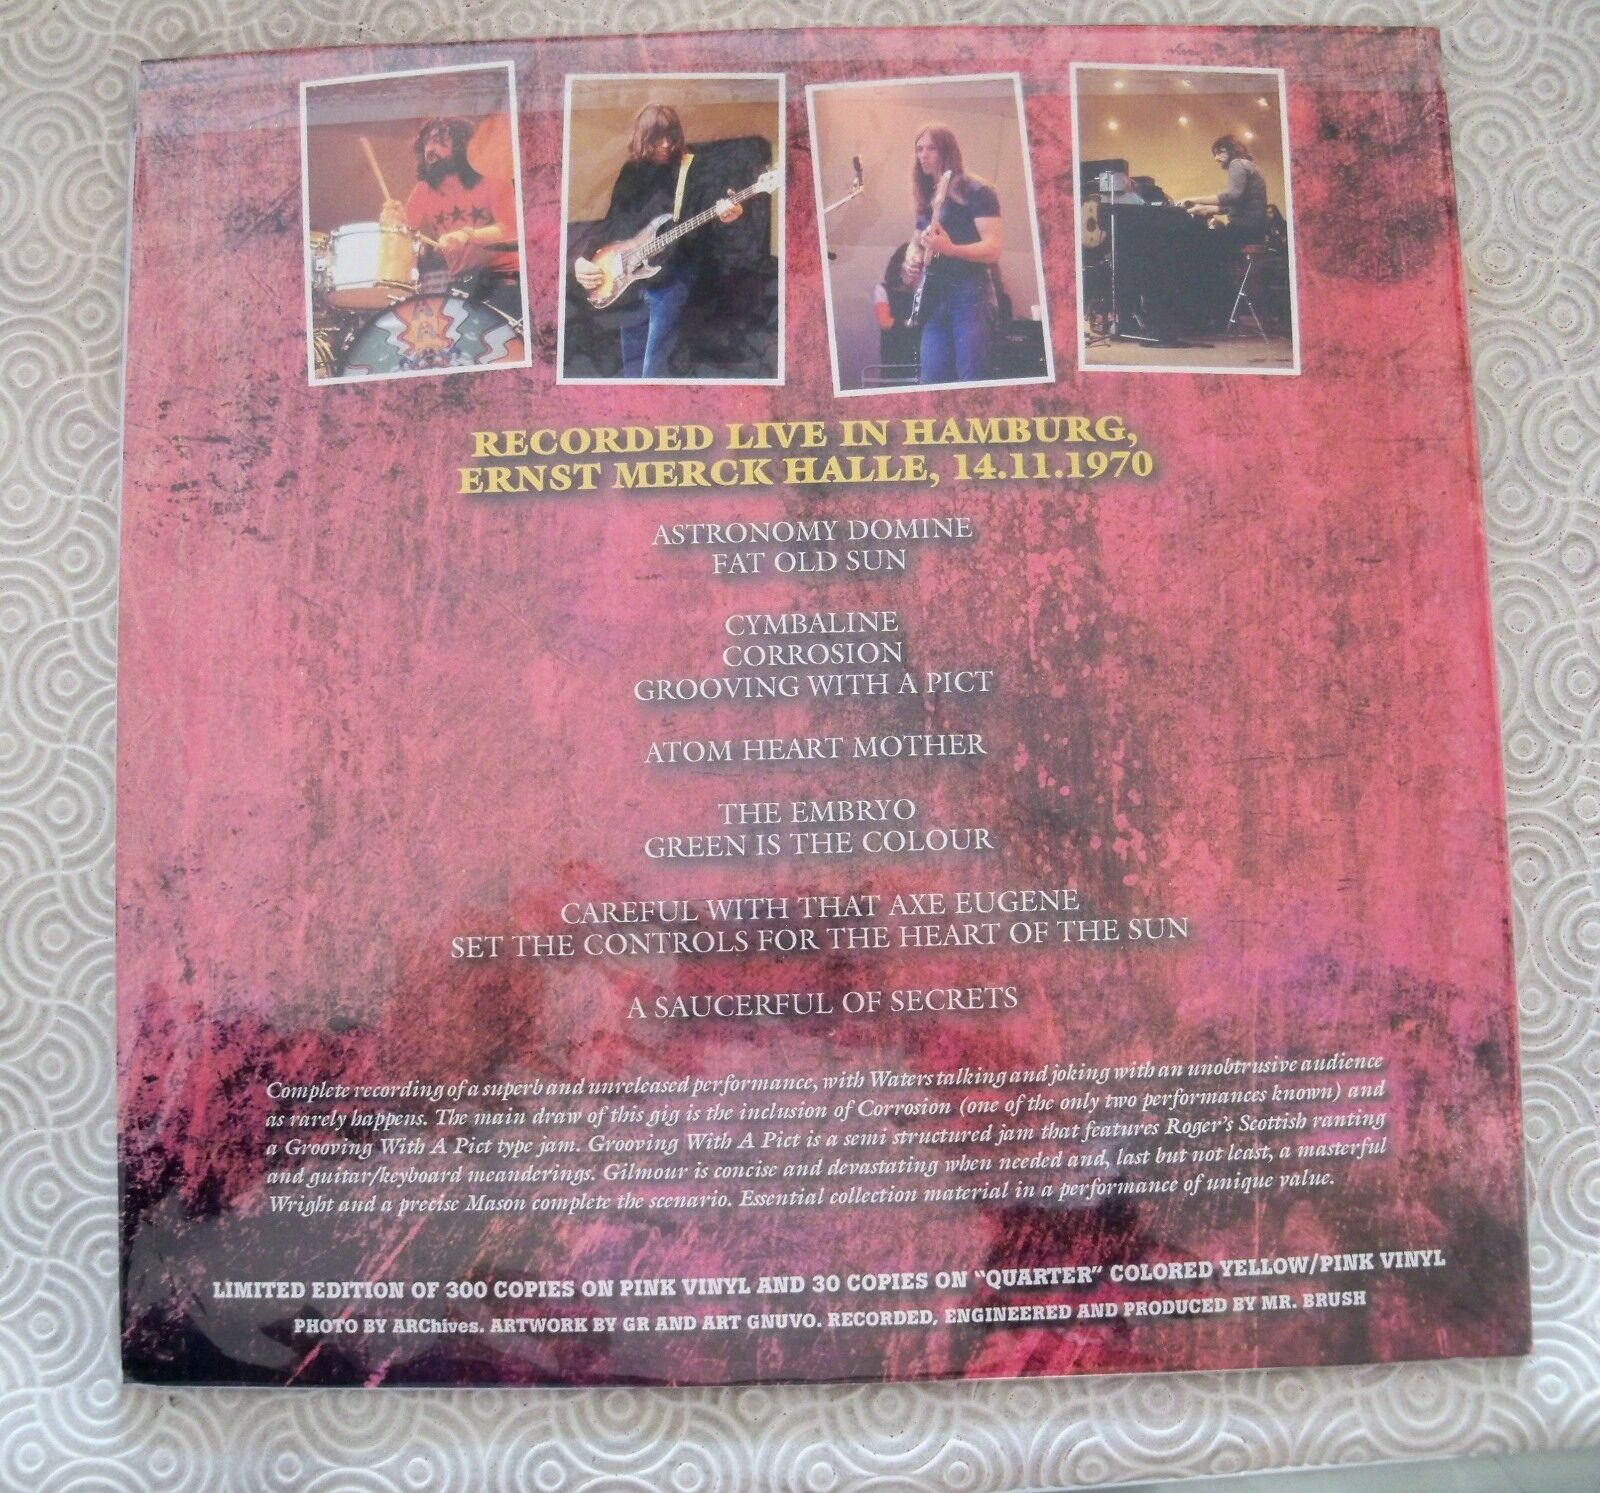 RECORDED LIVE IN HAMBURG,
ERNST MERCK HALLE, 14.11.1970
ASTRONOMY DOMINE
FAT OLD SUN
CYMBALINE
CORROSION
GROOVING WITH A PICT
ATOM HEART MOTHER
THE EMBRYO
GREEN IS THE COLOUR
CAREFUL WITH THAT AXE EUGENE
SET THE CONTROLS FOR THE HEART OF THE SUN
A SAUCERFUL OF SECRETS
Complete recording of a superb and unreleased performance, with Waters talking and joking with an unobtrusive audience
as rarely happens. The main draw of this gig is the inclusion of Corrosion (one of the only two performances known) and
a Grooving With A Pict type jam. Grooving With A Pict is a semi structured jam that features Roger's Scottish ranting
and guitar/keyboard meanderings. Gilmour is concise and devastating when needed and, last but not least, a masterful
Wright and a precise Mason complete the scenario. Essential collection material in a performance of unique value.
LIMITED EDITION OF 300 COPIES ON PINK VINYL AND 30 COPIES ON "QUARTER" COLORED YELLOW/PINK VINYL
PHOTO BY ARChives. ARTWORK BY GR AND ART GNUVO. RECORDED, ENGINEERED AND PRODUCED BY MR. BRUSH